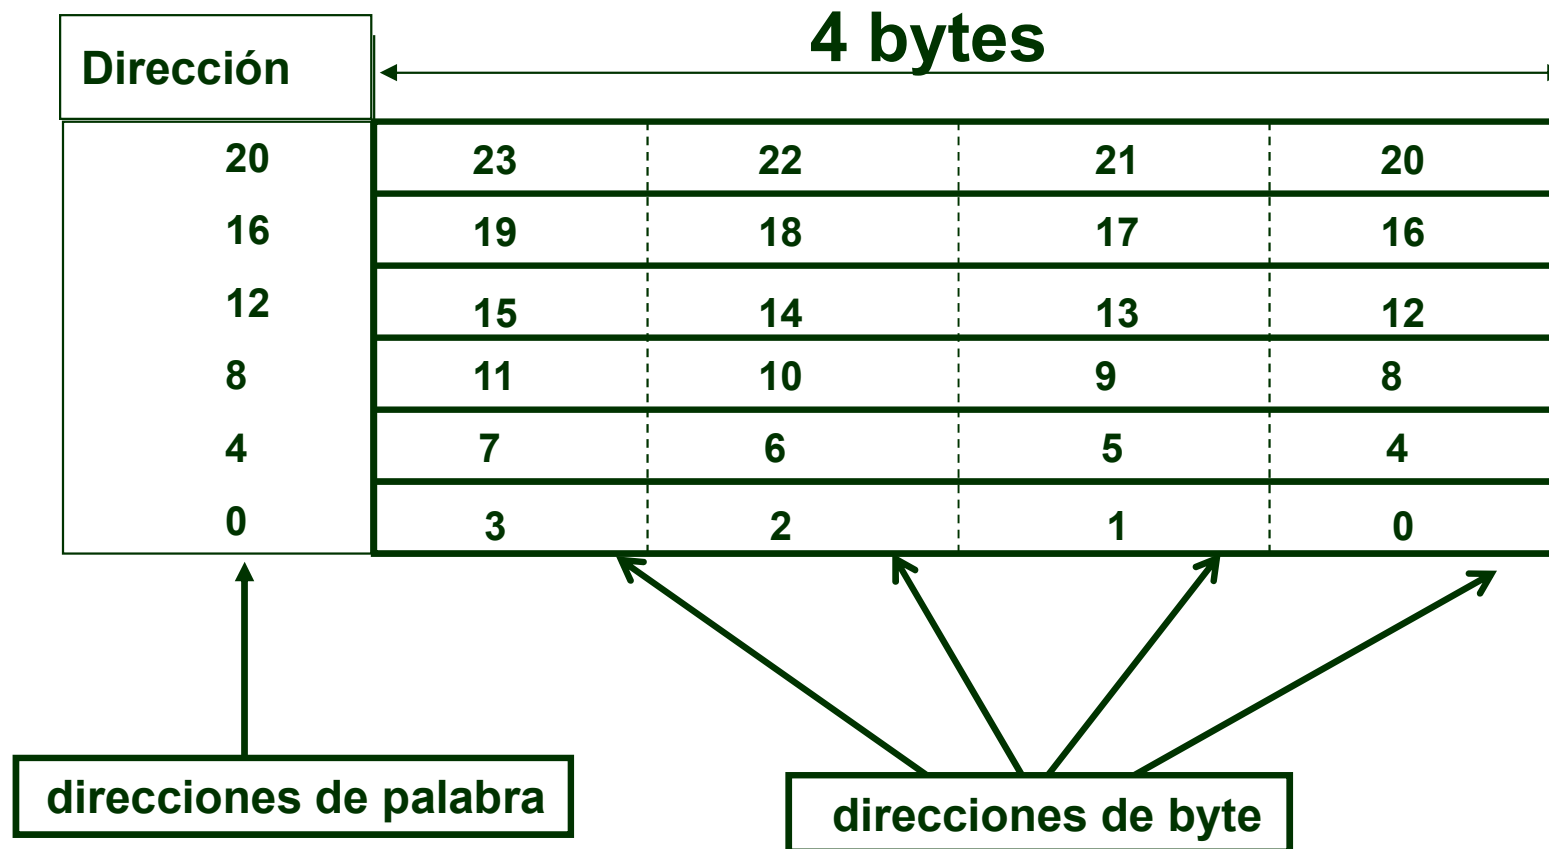 4 bytes
Dirección
20 23 22 21 20
16 19 18 17 16
12 15 14 13 12
8 11 10 9 8
4 7 6 5 4
0 3 2 1 0
direcciones de palabra
direcciones de byte